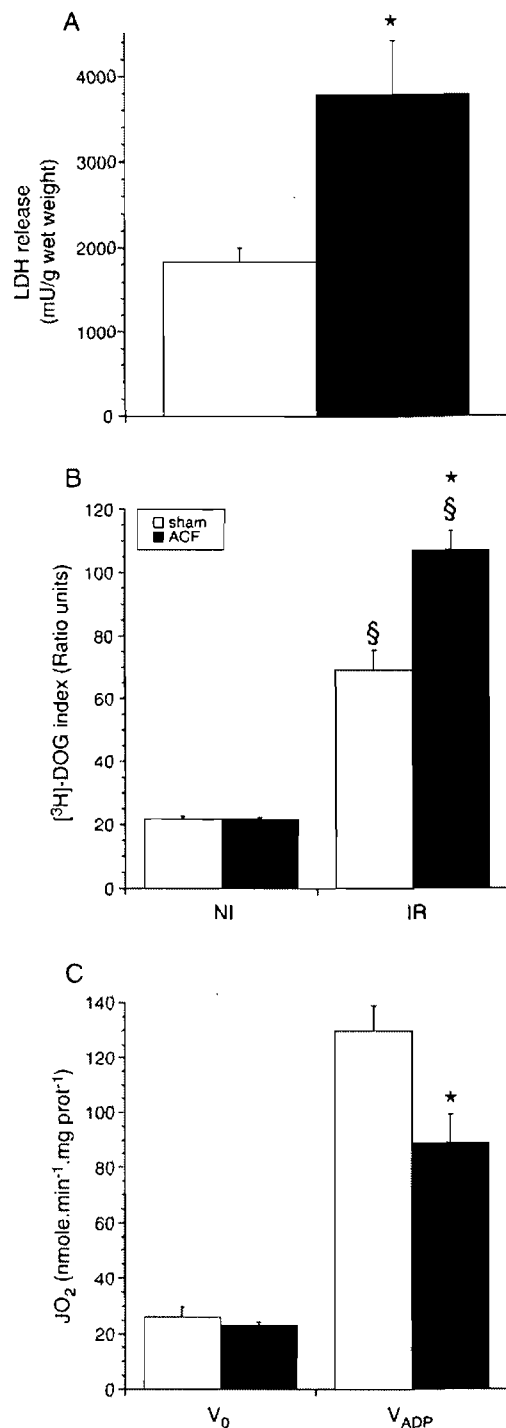 A
*
4000
3000
2000
1000
0
LDH release
(mU/g wet weight)
B
*
§
§
120
100
80
60
40
20
0
[³H]-DOG index (Ratio units)
sham
ACF
NI IR
C
*
140
120
100
80
60
40
20
0
JO₂ (nmole.min⁻¹.mg prot⁻¹)
V₀ V_ADP